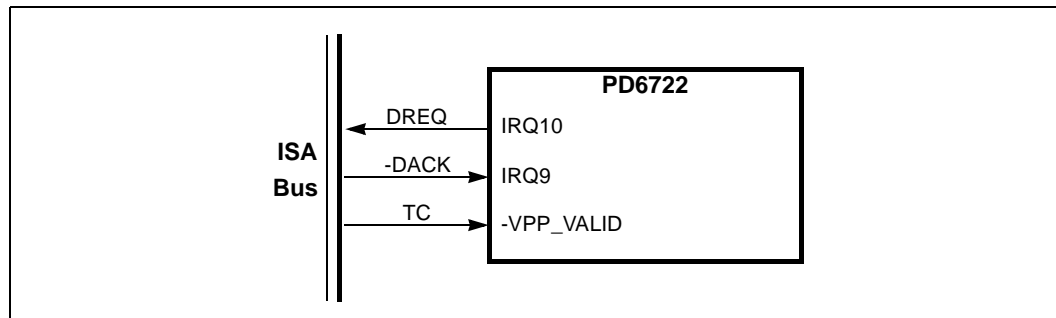 PD6722
DREQ
IRQ10
ISA
Bus
-DACK
IRQ9
TC
-VPP_VALID